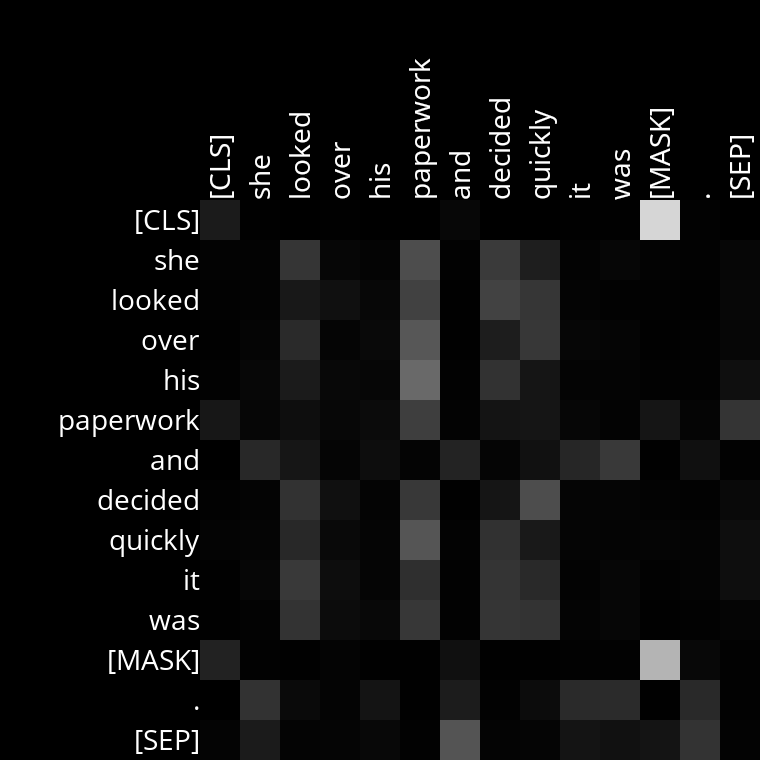 [CLS]
she
looked
over
his
paperwork
and
decided
quickly
it
was
[MASK]
.
[SEP]
[CLS]
she
looked
over
his
paperwork
and
decided
quickly
it
was
[MASK]
.
[SEP]